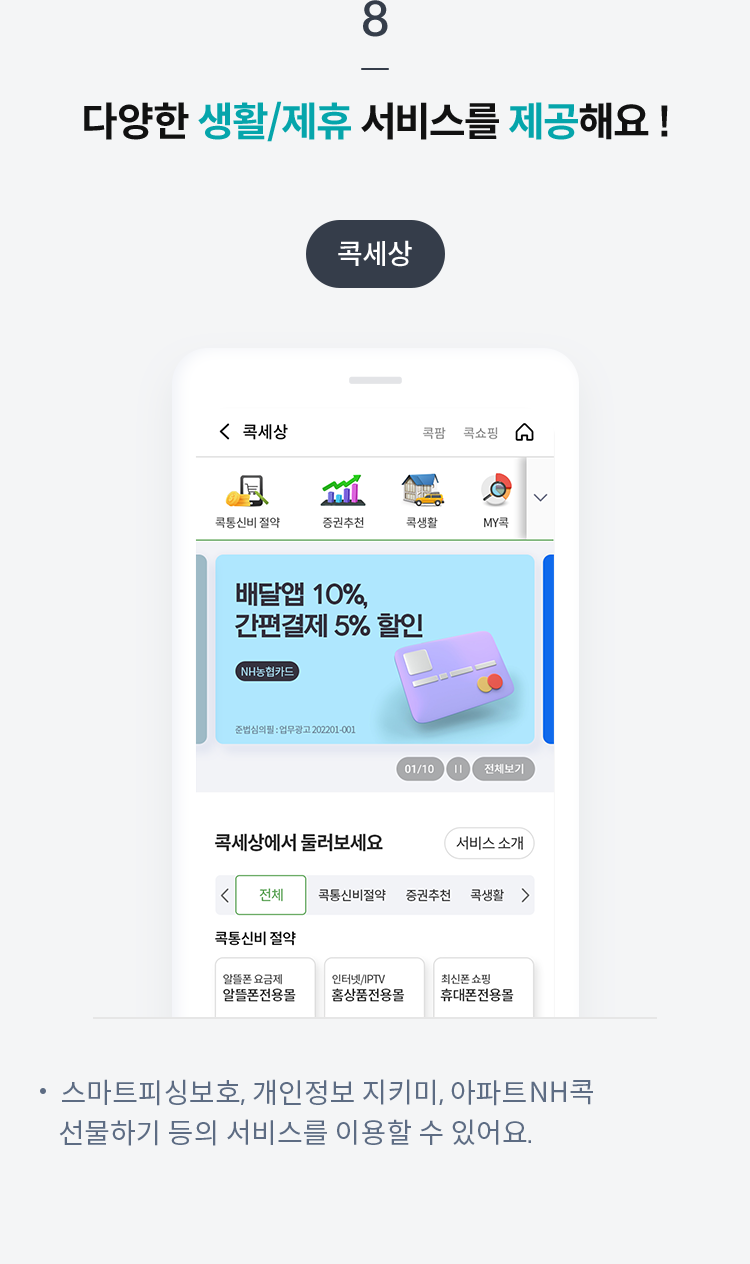 8
다양한 생활/제휴 서비스를 제공해요 !
콕세상
콕세상 콕팜 콕쇼핑
콕통신비 절약 증권추천 콕생활 MY콕
배달앱 10%,
간편결제 5% 할인
NH농협카드
준법심의필 : 업무광고 202201-001
01/10 전체보기
콕세상에서 둘러보세요 서비스 소개
전체 콕통신비절약 증권추천 콕생활
콕통신비 절약
알뜰폰 요금제 인터넷/IPTV 최신폰 쇼핑
알뜰폰전용몰 홈상품전용몰 휴대폰전용몰
• 스마트피싱보호, 개인정보 지키미, 아파트NH콕
선물하기 등의 서비스를 이용할 수 있어요.